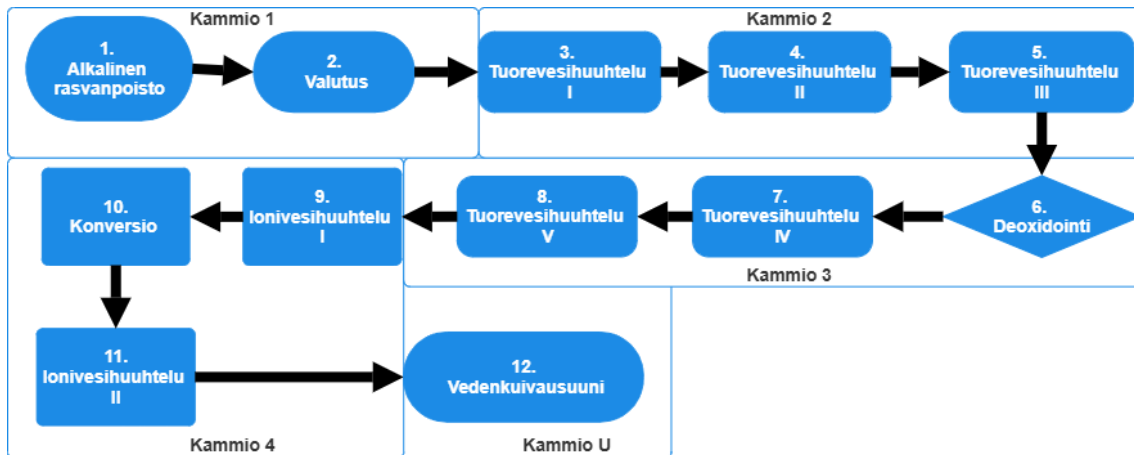 Kammio 1
1.
Alkalinen
rasvanpoisto
2.
Valutus
Kammio 2
3.
Tuorevesihuuhtelu
I
4.
Tuorevesihuuhtelu
II
5.
Tuorevesihuuhtelu
III
6.
Deoxidointi
7.
Tuorevesihuuhtelu
IV
8.
Tuorevesihuuhtelu
V
Kammio 3
9.
Ionivesihuuhtelu
I
10.
Konversio
11.
Ionivesihuuhtelu
II
Kammio 4
12.
Vedenkuivausuuni
Kammio U